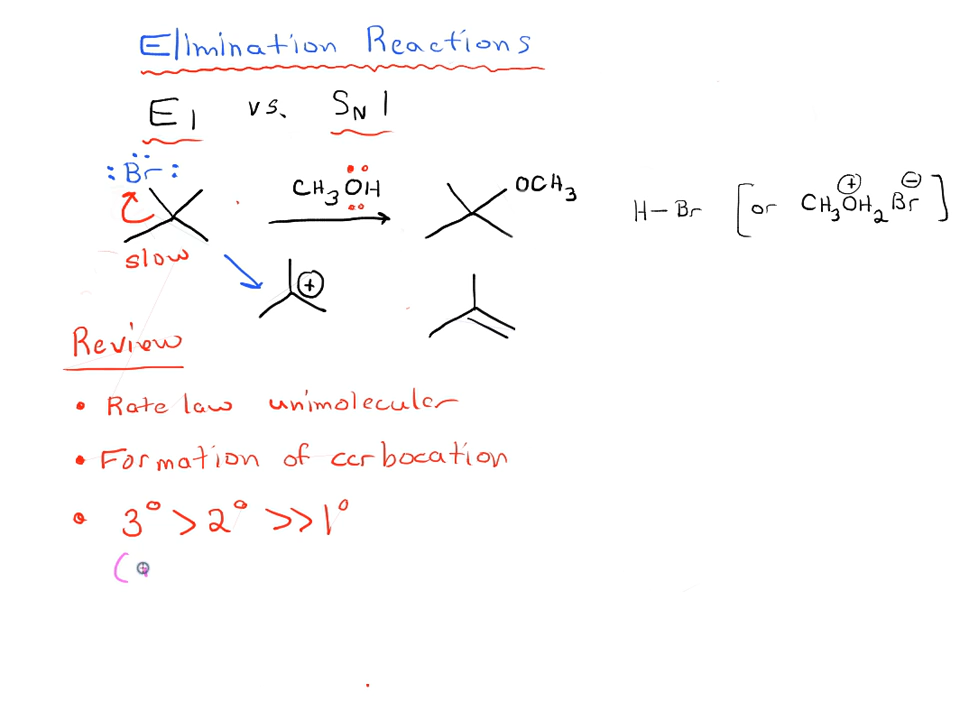 Elimination Reactions
E1 vs. SN1
:Br:
CH3OH
OCH3
H-Br [or CH3OH2 Br]
⊕ ⊖
slow
+
Review
• Rate law unimolecular
• Formation of carbocation
• 3° > 2° >> 1°
(